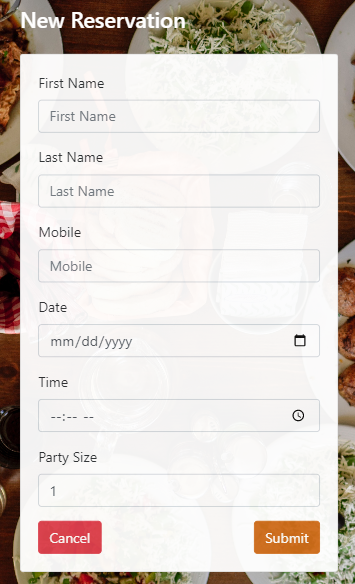 New Reservation
First Name
First Name
Last Name
Last Name
Mobile
Mobile
Date
mm/dd/yyyy
Time
--:-- --
Party Size
1
Cancel Submit